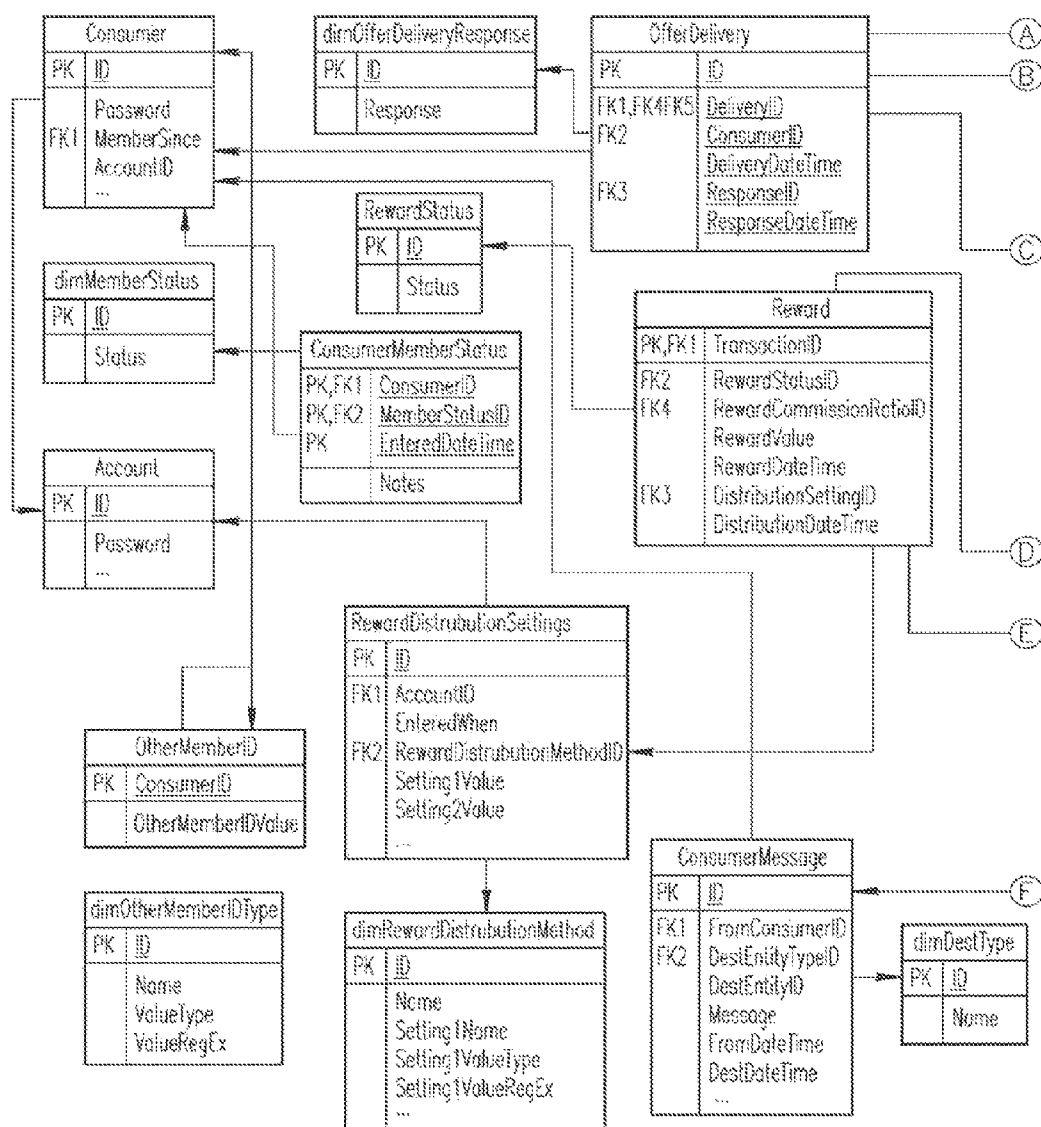 Consumer
PK ID
Password
FK1 MemberSince
AccountID
...
dimOfferDeliveryResponse
PK ID
Response
OfferDelivery
PK ID
FK1,FK4FK5 DeliveryID
FK2 ConsumerID
DeliveryDateTime
FK3 ResponseID
ResponseDateTime
A
B
C
RewardStatus
PK ID
Status
dimMemberStatus
PK ID
Status
ConsumerMemberStatus
PK,FK1 ConsumerID
PK,FK2 MemberStatusID
PK EnteredDateTime
Notes
Reward
PK,FK1 TransactionID
FK2 RewardStatusID
FK4 RewardCommissionRatioID
RewardValue
RewardDateTime
FK3 DistributionSettingID
DistributionDateTime
D
E
Account
PK ID
Password
...
RewardDistrubutionSettings
PK ID
FK1 AccountID
EnteredWhen
FK2 RewardDistrubutionMethodID
Setting1Value
Setting2Value
...
OtherMemberID
PK ConsumerID
OtherMemberIDValue
dimOtherMemberIDType
PK ID
Name
ValueType
ValueRegEx
dimRewardDistrubutionMethod
PK ID
Name
Setting1Name
Setting1ValueType
Setting1ValueRegEx
...
ConsumerMessage
PK ID
FK1 FromConsumerID
FK2 DestEntityTypeID
DestEntityID
Message
FromDateTime
DestDateTime
...
F
dimDestType
PK ID
Name